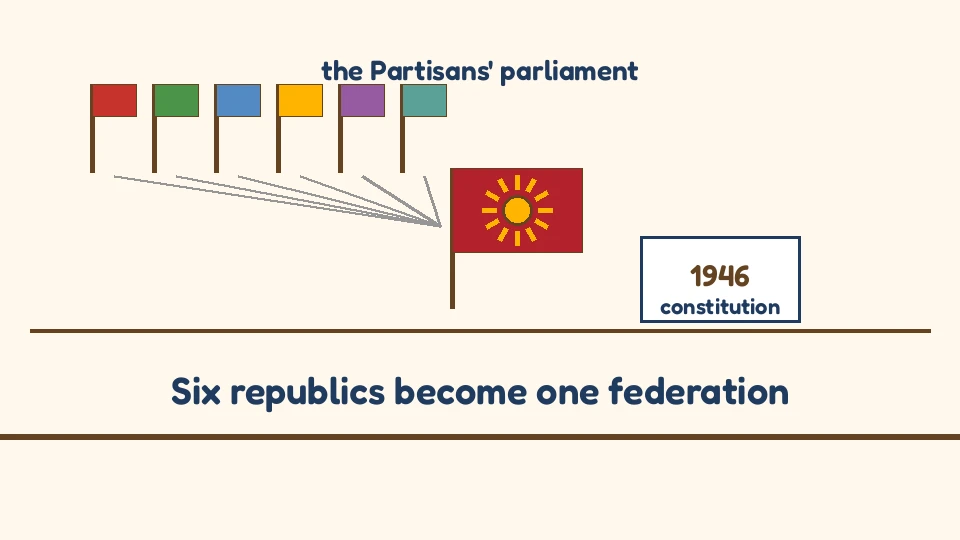 the Partisans' parliament
1946
constitution
Six republics become one federation